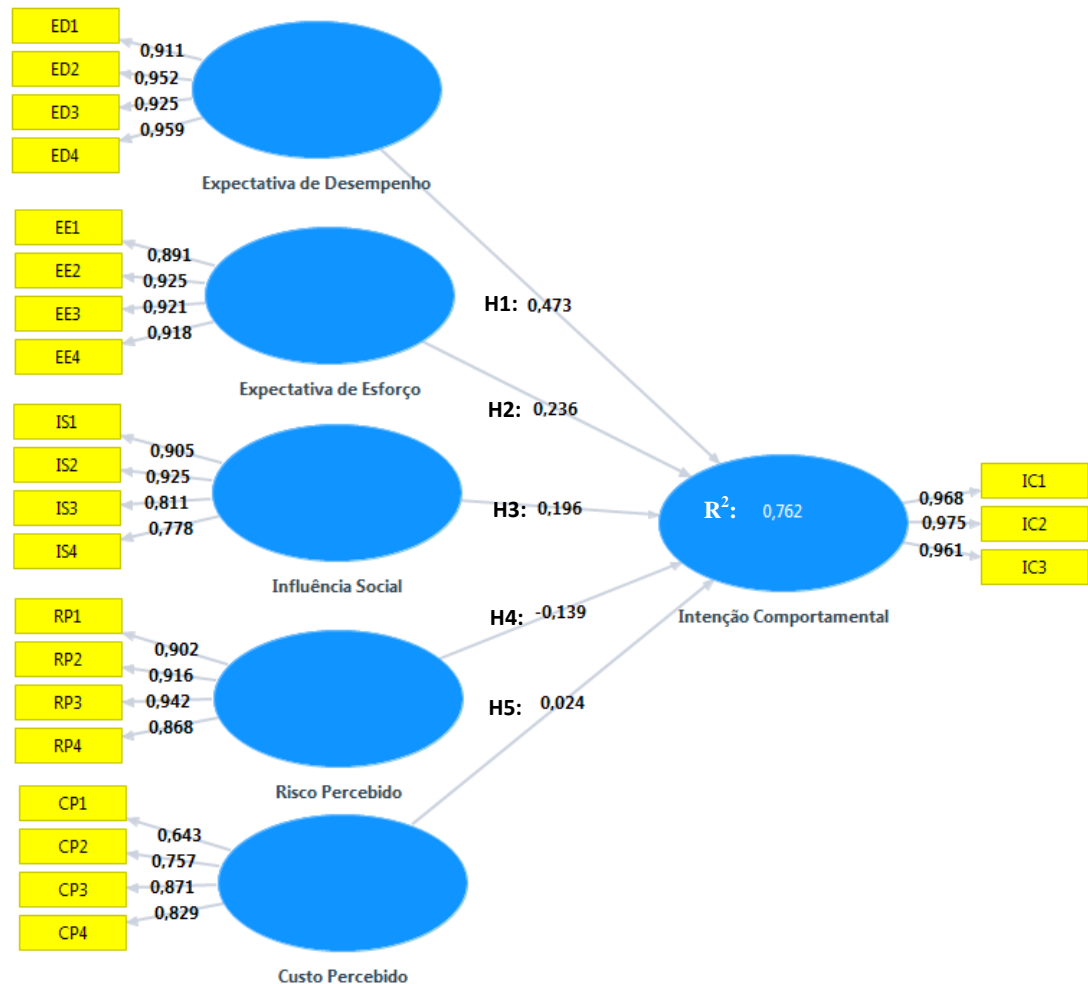 ED1
ED2
ED3
ED4
0,911
0,952
0,925
0,959
Expectativa de Desempenho
EE1
EE2
EE3
EE4
0,891
0,925
0,921
0,918
Expectativa de Esforço
IS1
IS2
IS3
IS4
0,905
0,925
0,811
0,778
Influência Social
RP1
RP2
RP3
RP4
0,902
0,916
0,942
0,868
Risco Percebido
CP1
CP2
CP3
CP4
0,643
0,757
0,871
0,829
Custo Percebido
H1: 0,473
H2: 0,236
H3: 0,196
H4: -0,139
H5: 0,024
R²: 0,762
Intenção Comportamental
0,968
0,975
0,961
IC1
IC2
IC3